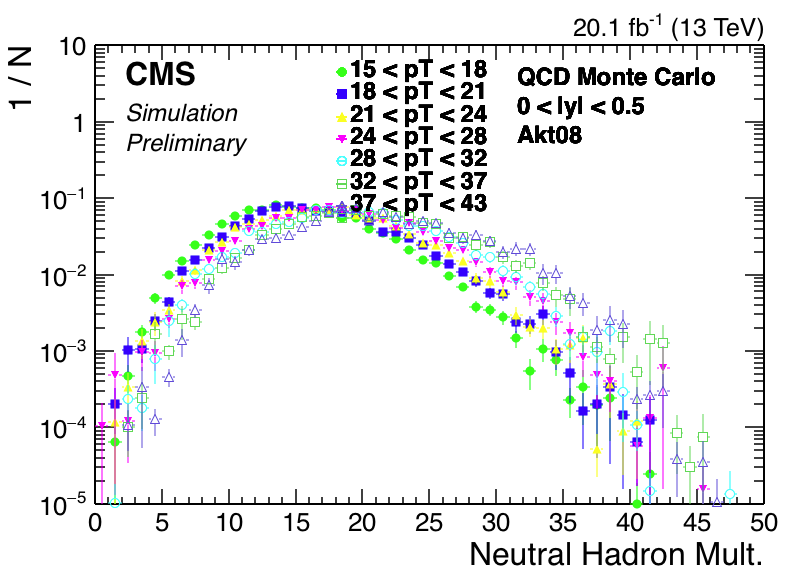 20.1 fb⁻¹ (13 TeV)
1 / N
10
1
10⁻¹
10⁻²
10⁻³
10⁻⁴
10⁻⁵
CMS
Simulation
Preliminary
15 < pT < 18
18 < pT < 21
21 < pT < 24
24 < pT < 28
28 < pT < 32
32 < pT < 37
37 < pT < 43
QCD Monte Carlo
0 < |y| < 0.5
Akt08
0 5 10 15 20 25 30 35 40 45 50
Neutral Hadron Mult.